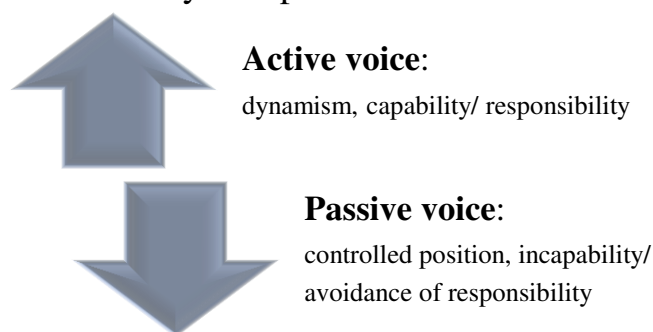 Active voice:
dynamism, capability/ responsibility
Passive voice:
controlled position, incapability/
avoidance of responsibility